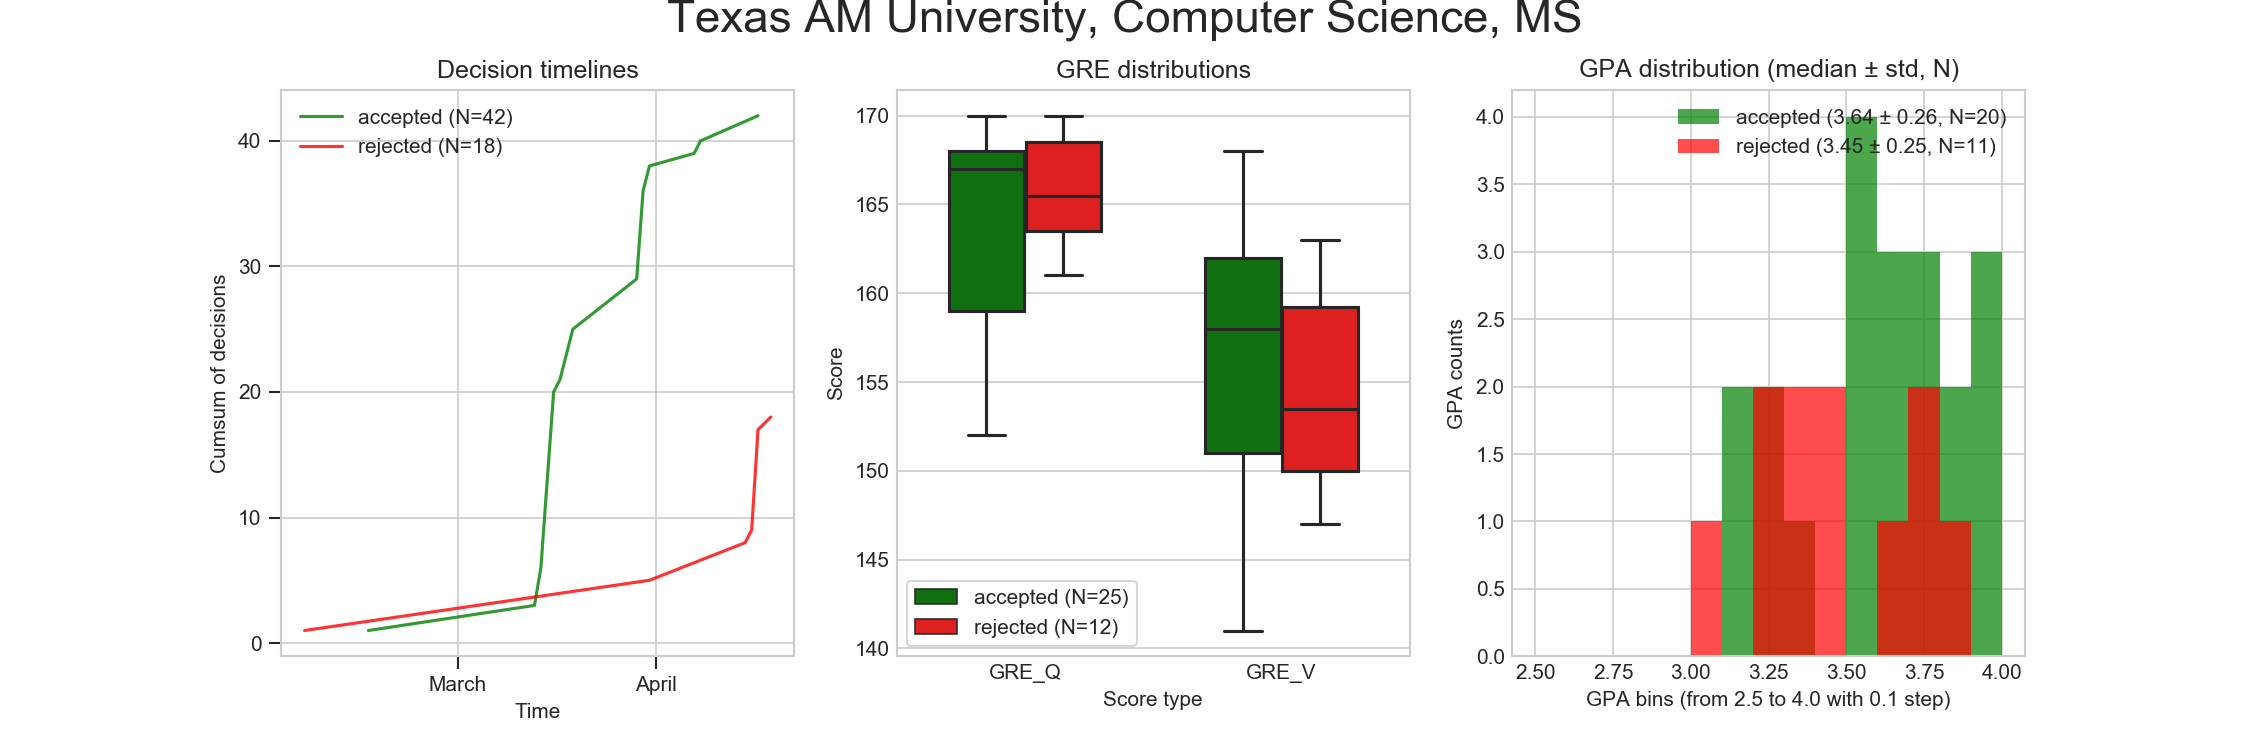 Texas AM University, Computer Science, MS
Decision timelines
accepted (N=42)
rejected (N=18)
40
30
20
10
0
Cumsum of decisions
March
April
Time
GRE distributions
170
165
160
155
150
145
140
Score
accepted (N=25)
rejected (N=12)
GRE_Q
GRE_V
Score type
GPA distribution (median ± std, N)
accepted (3.64 ± 0.26, N=20)
rejected (3.45 ± 0.25, N=11)
4.0
3.5
3.0
2.5
2.0
1.5
1.0
0.5
0.0
GPA counts
2.50
2.75
3.00
3.25
3.50
3.75
4.00
GPA bins (from 2.5 to 4.0 with 0.1 step)